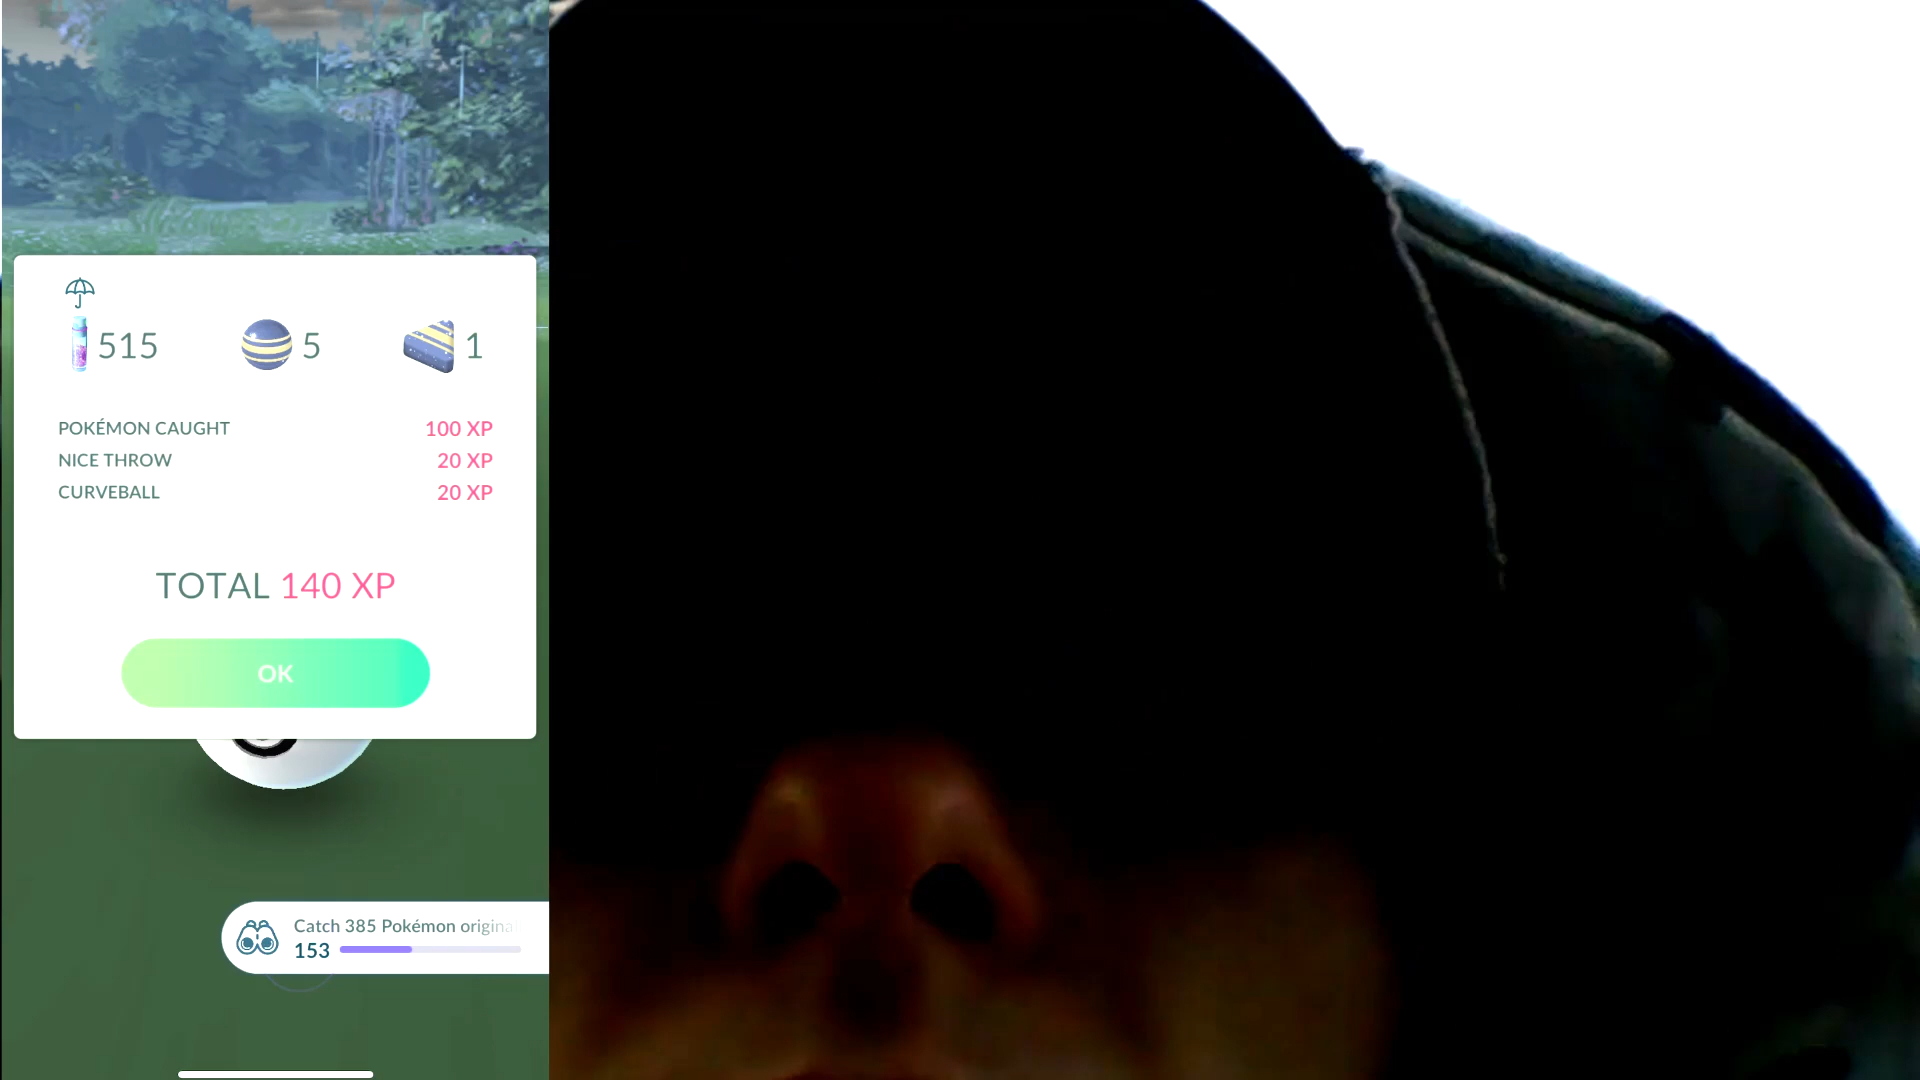 515 5 1
POKÉMON CAUGHT 100 XP
NICE THROW 20 XP
CURVEBALL 20 XP
TOTAL 140 XP
OK
Catch 385 Pokémon origina
153